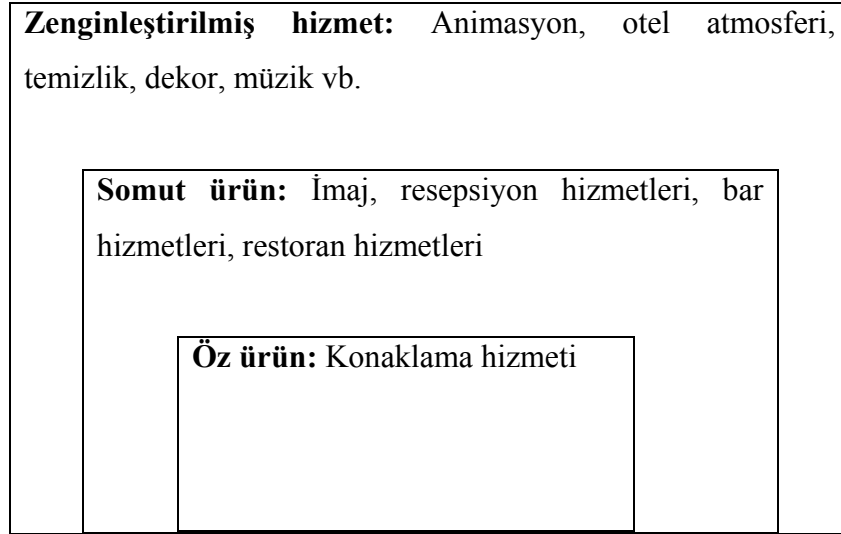 Zenginleştirilmiş hizmet: Animasyon, otel atmosferi,
temizlik, dekor, müzik vb.
Somut ürün: İmaj, resepsiyon hizmetleri, bar
hizmetleri, restoran hizmetleri
Öz ürün: Konaklama hizmeti